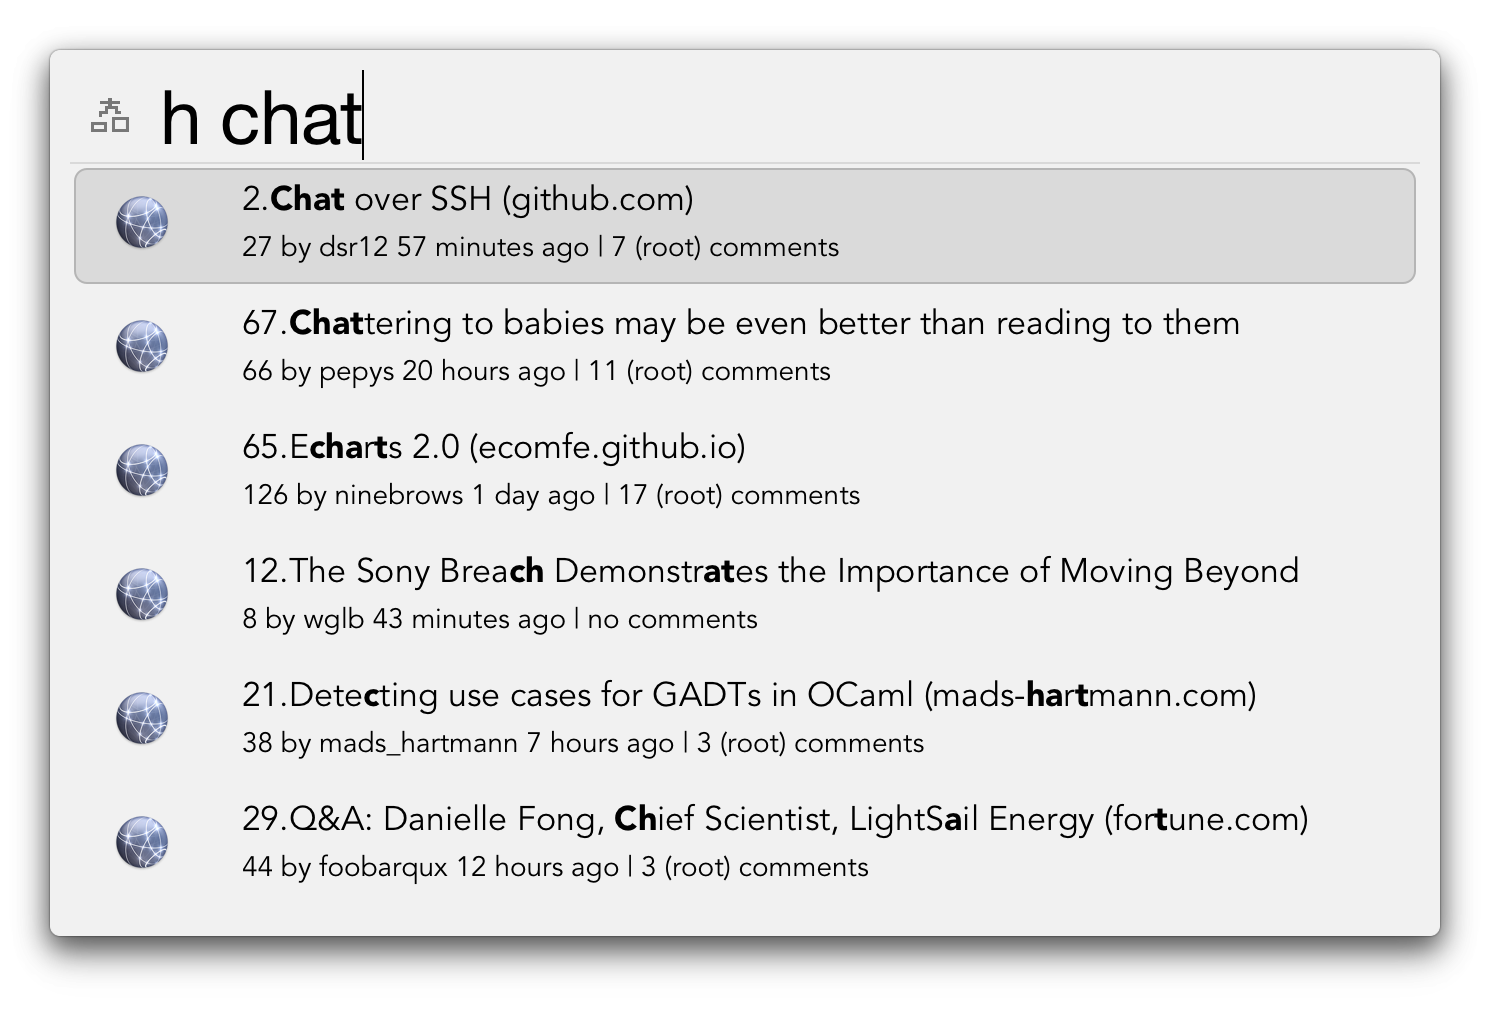 h chat
2.Chat over SSH (github.com)
27 by dsr12 57 minutes ago | 7 (root) comments
67.Chattering to babies may be even better than reading to them
66 by pepys 20 hours ago | 11 (root) comments
65.Echarts 2.0 (ecomfe.github.io)
126 by ninebrows 1 day ago | 17 (root) comments
12.The Sony Breach Demonstrates the Importance of Moving Beyond
8 by wglb 43 minutes ago | no comments
21.Detecting use cases for GADTs in OCaml (mads-hartmann.com)
38 by mads_hartmann 7 hours ago | 3 (root) comments
29.Q&A: Danielle Fong, Chief Scientist, LightSail Energy (fortune.com)
44 by foobarqux 12 hours ago | 3 (root) comments